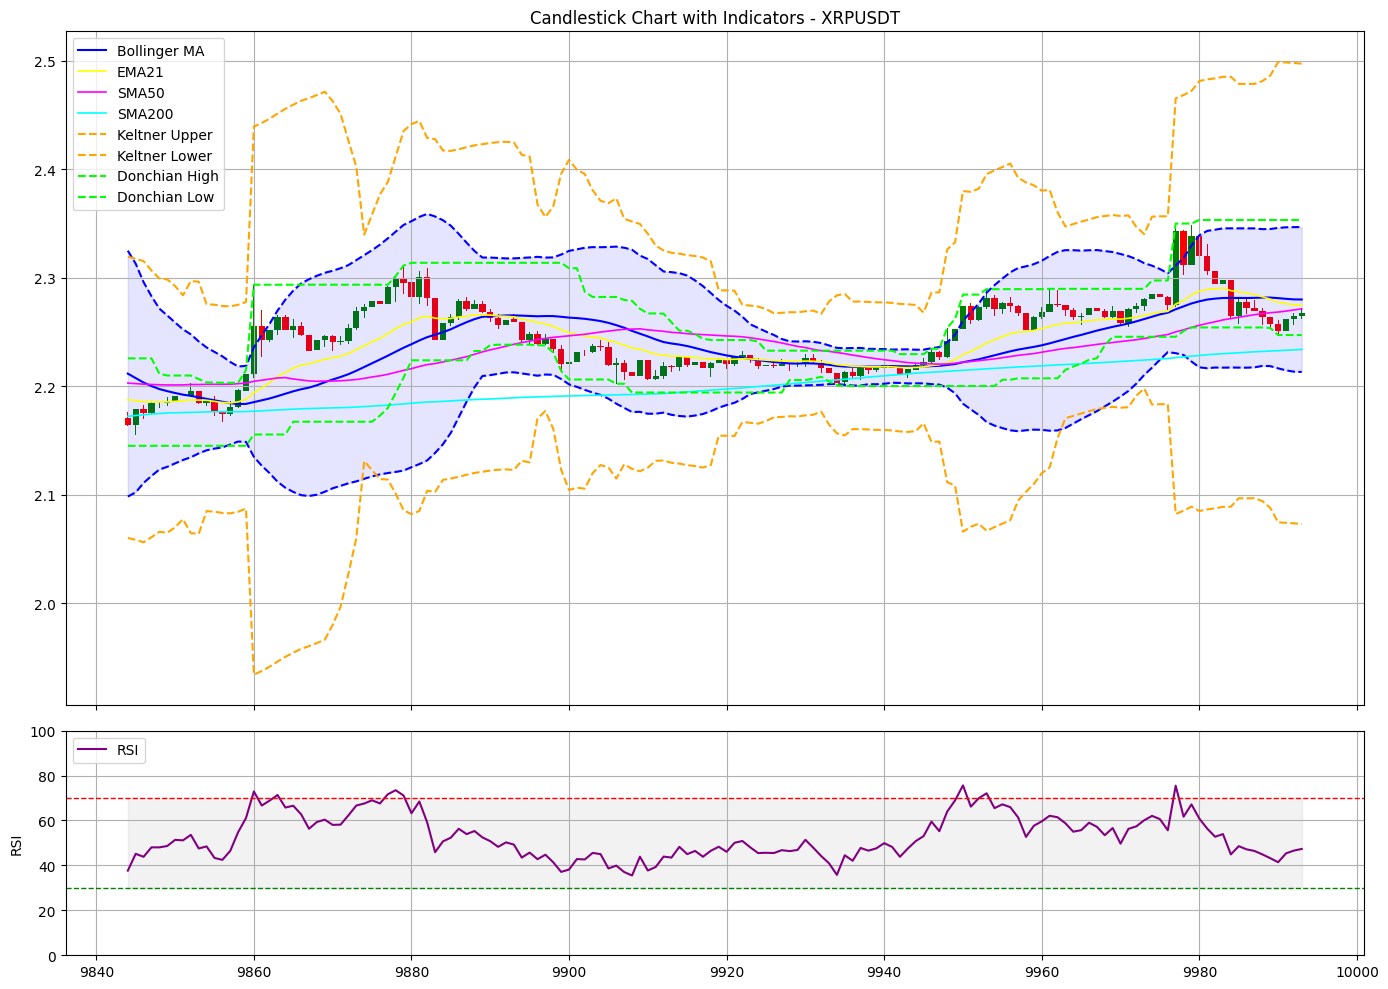 Candlestick Chart with Indicators - XRPUSDT
Bollinger MA
EMA21
SMA50
SMA200
Keltner Upper
Keltner Lower
Donchian High
Donchian Low
2.5
2.4
2.3
2.2
2.1
2.0
RSI
100
80
60
40
20
0
RSI
9840 9860 9880 9900 9920 9940 9960 9980 10000